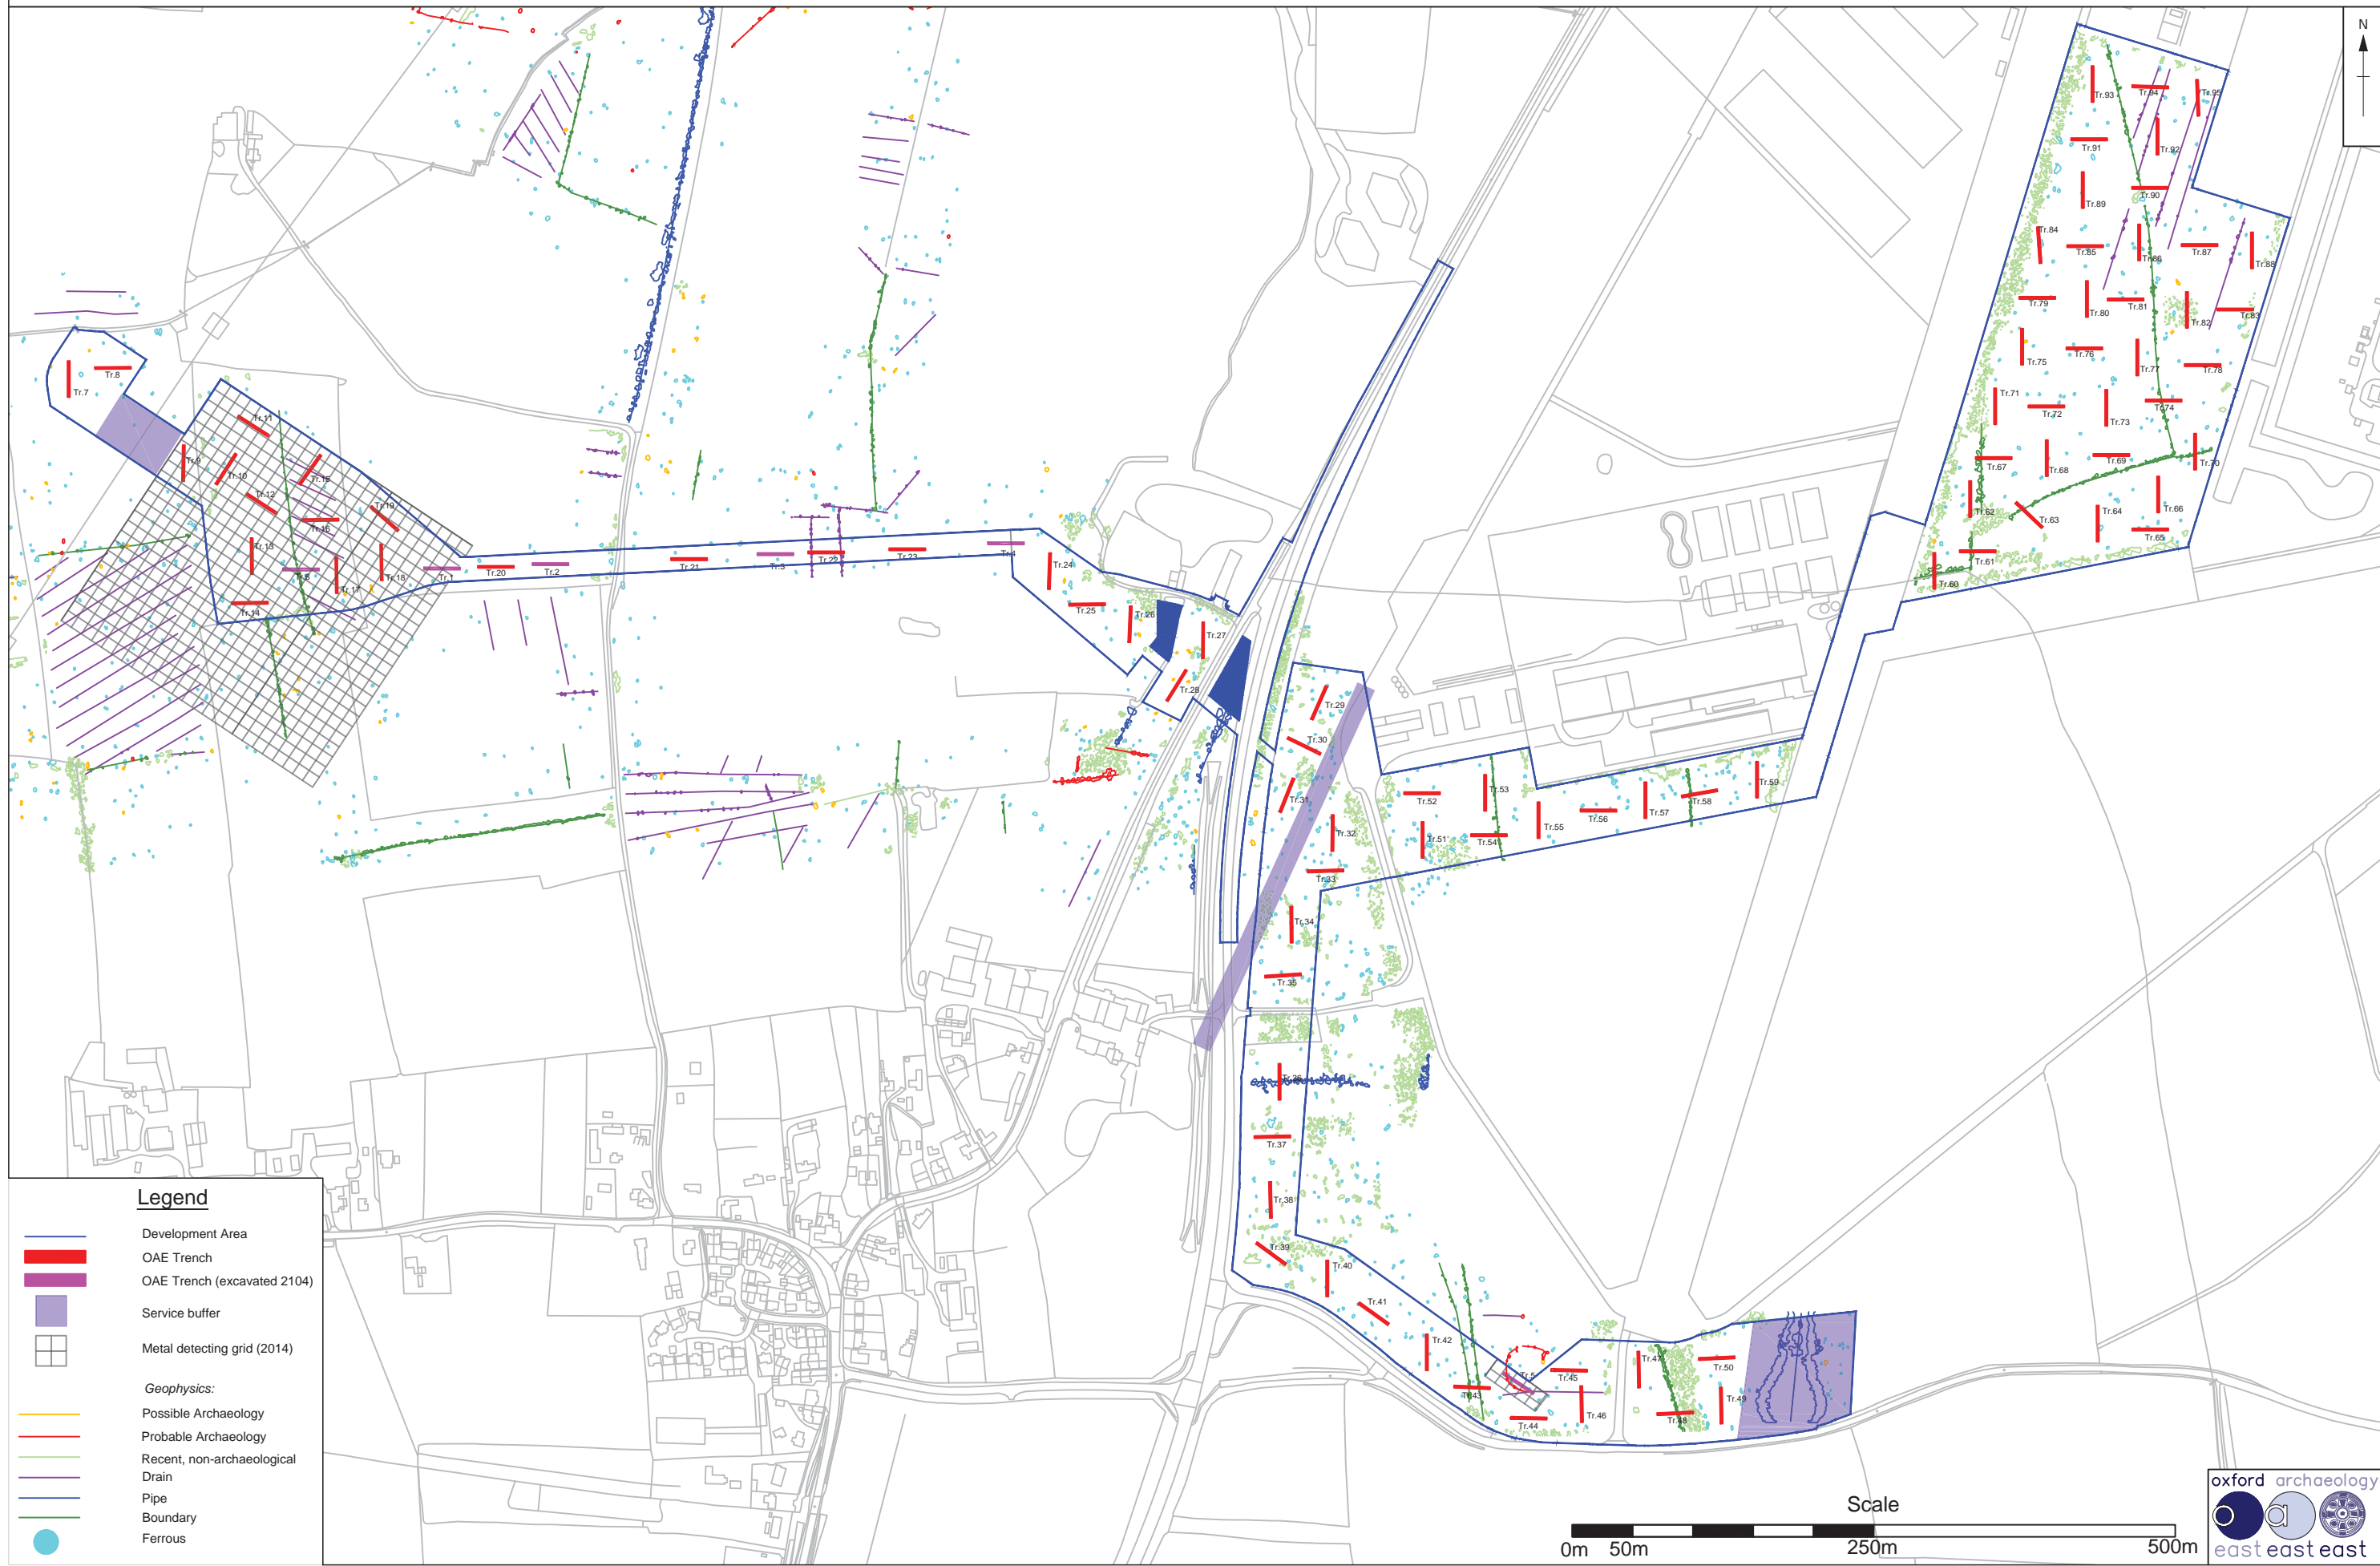 N
Tr.93
Tr.94
Tr.95
Tr.91
Tr.92
Tr.89
Tr.90
Tr.84
Tr.85
Tr.86
Tr.87
Tr.88
Tr.79
Tr.80
Tr.81
Tr.82
Tr.83
Tr.75
Tr.76
Tr.77
Tr.78
Tr.71
Tr.72
Tr.73
Tr.74
Tr.67
Tr.68
Tr.69
Tr.70
Tr.62
Tr.63
Tr.64
Tr.66
Tr.65
Tr.61
Tr.60
Tr.7
Tr.8
Tr.11
Tr.9
Tr.10
Tr.12
Tr.19
Tr.13
Tr.18
Tr.17
Tr.14
Tr.1
Tr.20
Tr.2
Tr.21
Tr.3
Tr.22
Tr.23
Tr.4
Tr.24
Tr.25
Tr.26
Tr.27
Tr.28
Tr.29
Tr.30
Tr.31
Tr.32
Tr.33
Tr.34
Tr.35
Tr.36
Tr.37
Tr.38
Tr.39
Tr.40
Tr.41
Tr.42
Tr.43
Tr.5
Tr.44
Tr.45
Tr.46
Tr.47
Tr.48
Tr.49
Tr.50
Tr.51
Tr.52
Tr.53
Tr.54
Tr.55
Tr.56
Tr.57
Tr.58
Tr.59
Legend
Development Area
OAE Trench
OAE Trench (excavated 2104)
Service buffer
Metal detecting grid (2014)
Geophysics:
Possible Archaeology
Probable Archaeology
Recent, non-archaeological
Drain
Pipe
Boundary
Ferrous
Scale
0m 50m 250m 500m
oxford archaeology
o a
east east east